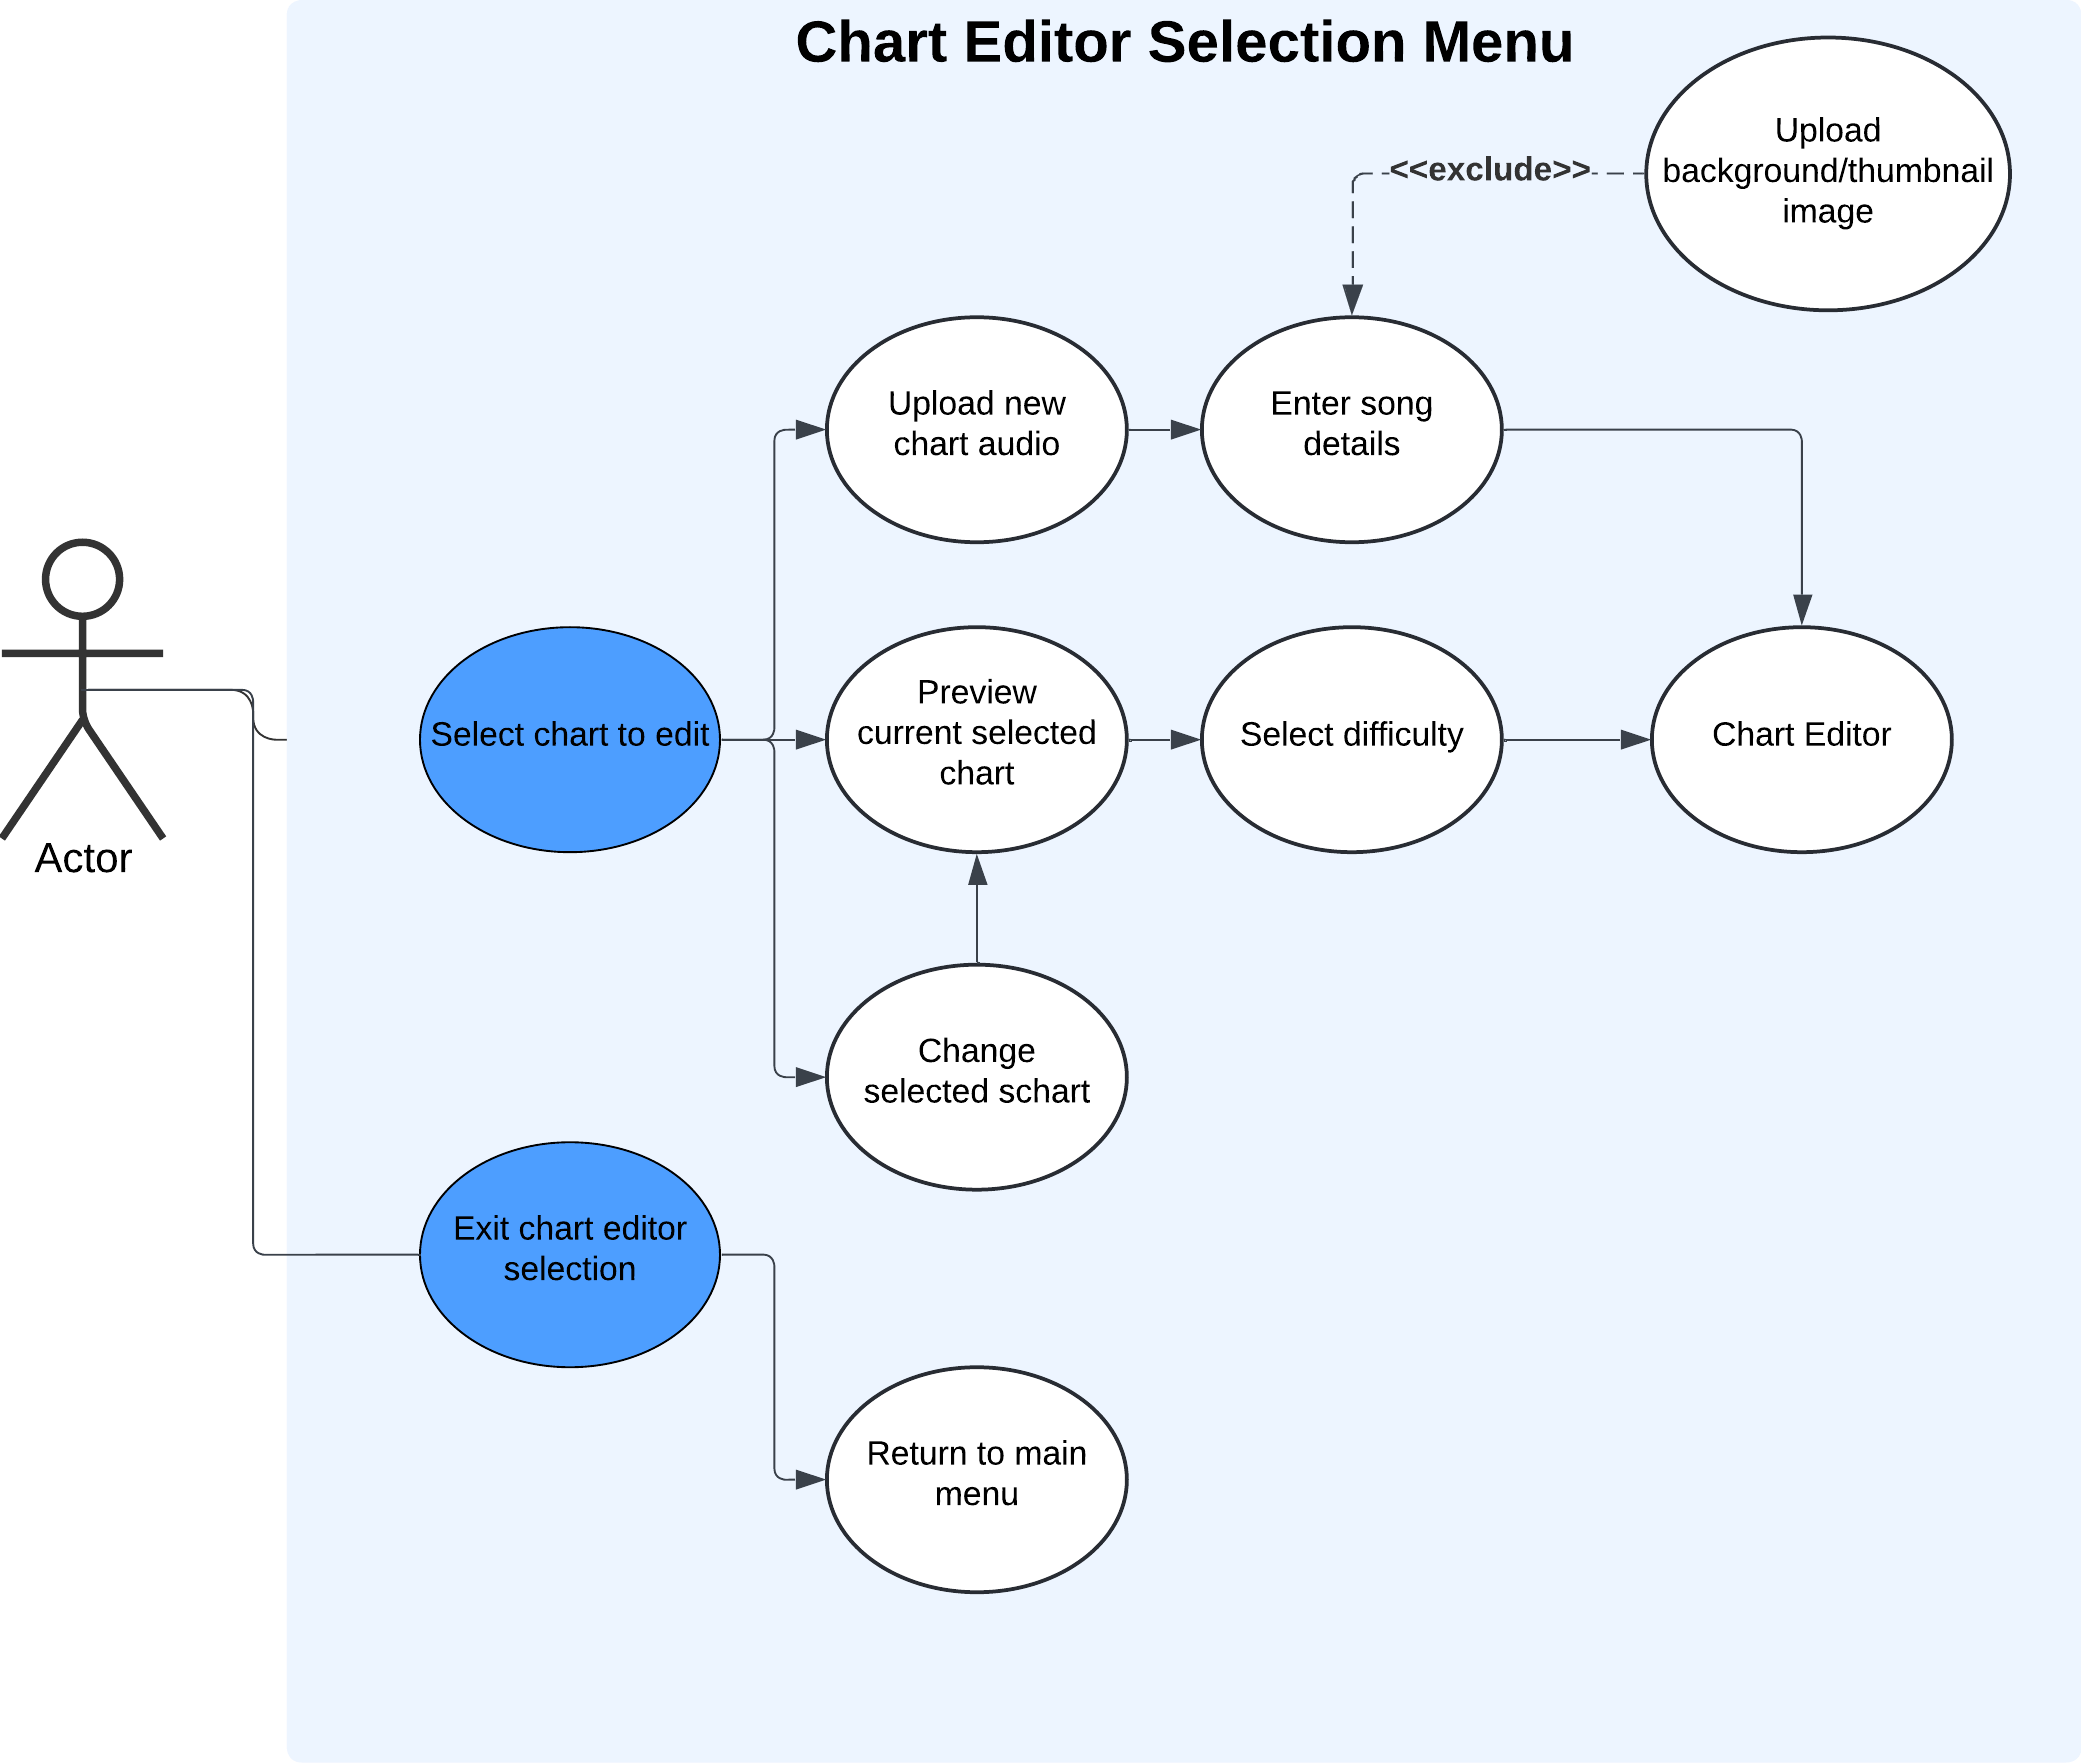 Chart Editor Selection Menu
Upload
background/thumbnail
image
<<exclude>>
Upload new
chart audio
Enter song
details
Select chart to edit
Preview
current selected
chart
Select difficulty
Chart Editor
Actor
Change
selected schart
Exit chart editor
selection
Return to main
menu